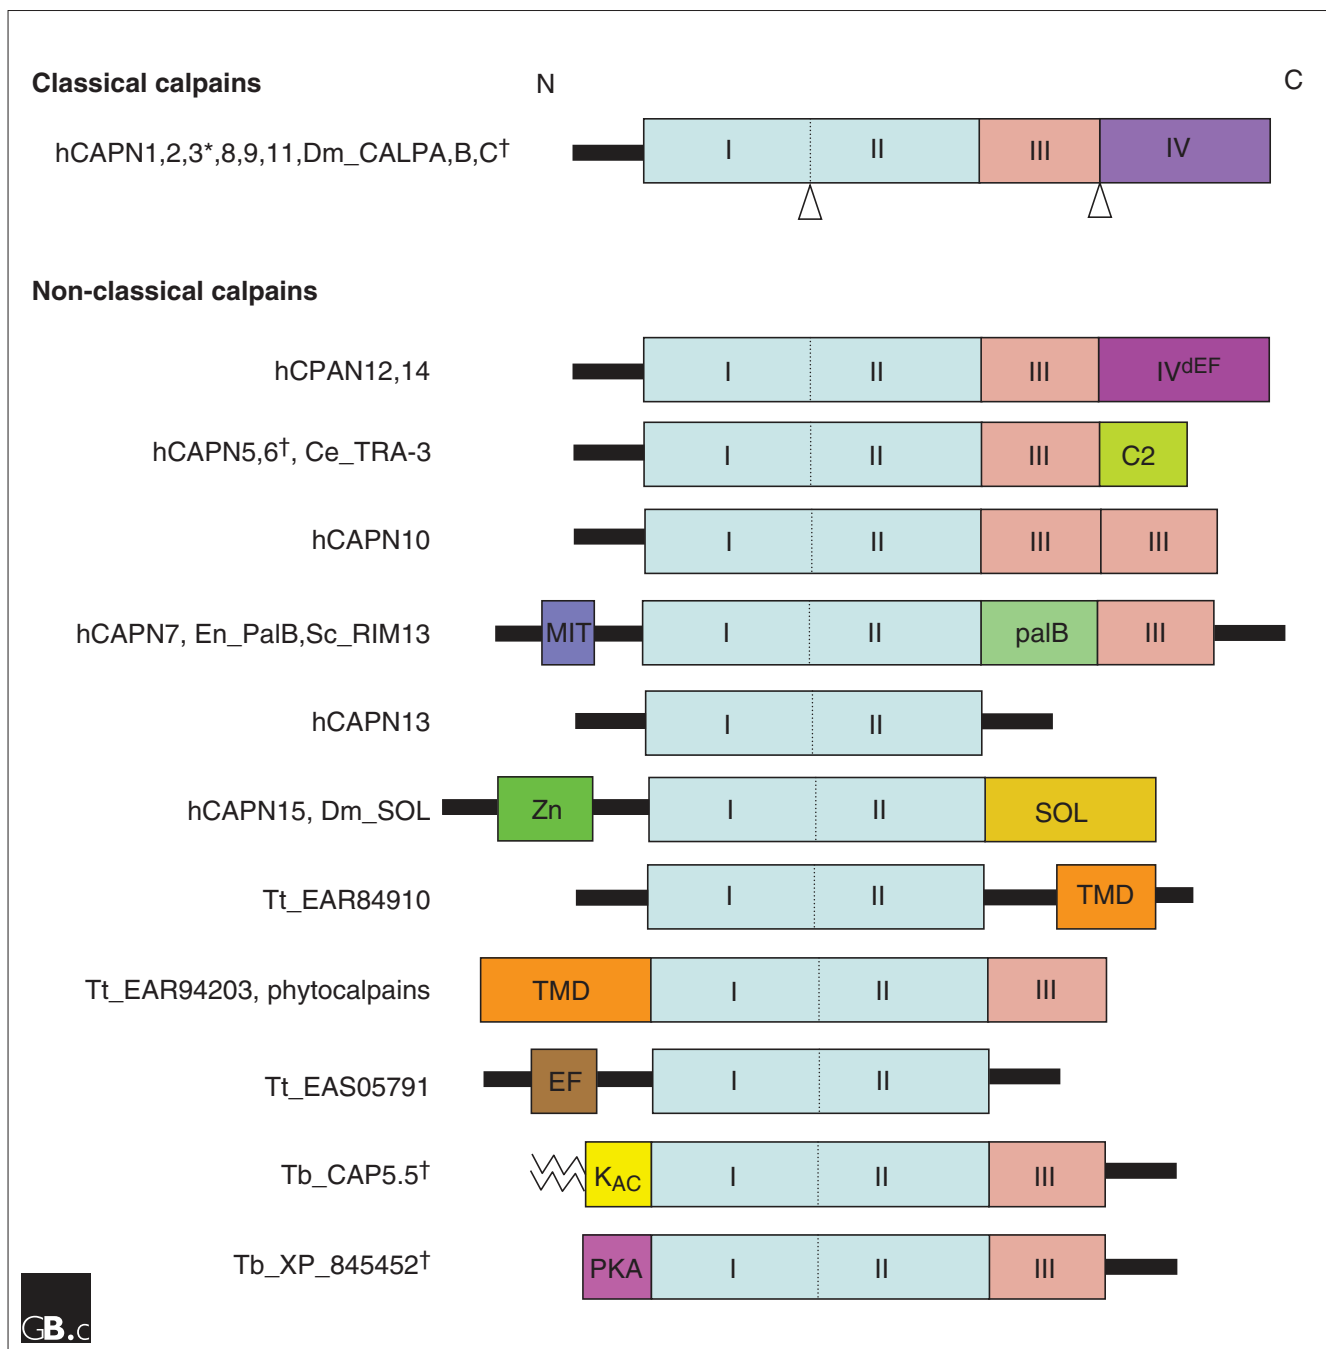 Classical calpains N C
hCAPN1,2,3*,8,9,11,Dm_CALPA,B,C† I II III IV
Non-classical calpains
hCPAN12,14 I II III IVdEF
hCAPN5,6†, Ce_TRA-3 I II III C2
hCAPN10 I II III III
hCAPN7, En_PalB,Sc_RIM13 MIT I II palB III
hCAPN13 I II
hCAPN15, Dm_SOL Zn I II SOL
Tt_EAR84910 I II TMD
Tt_EAR94203, phytocalpains TMD I II III
Tt_EAS05791 EF I II
Tb_CAP5.5† KAC I II III
Tb_XP_845452† PKA I II III
GB.c